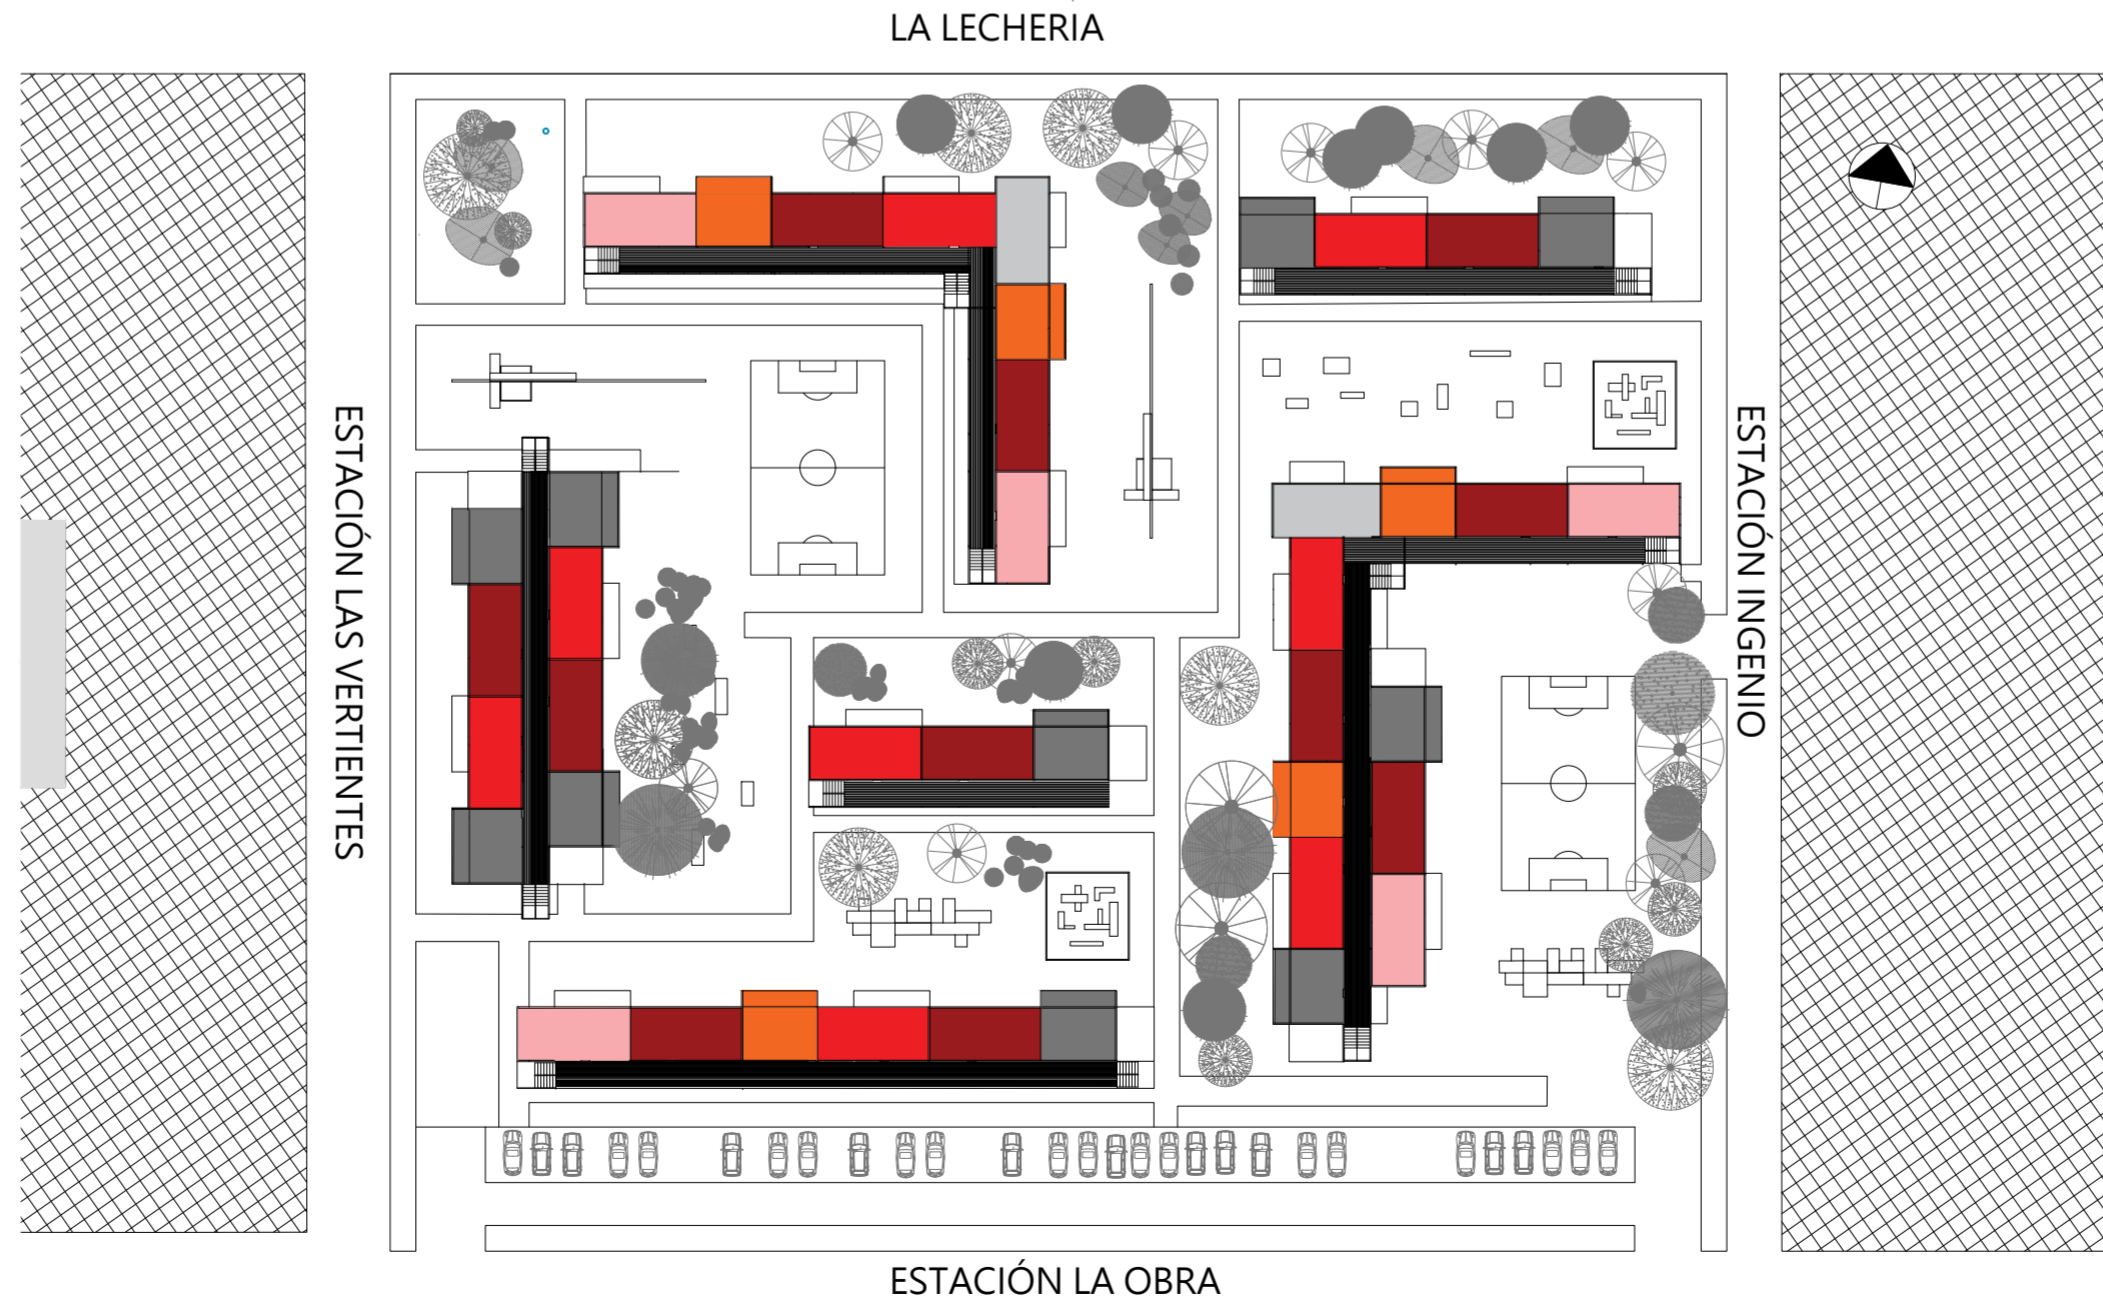 LA LECHERIA
ESTACIÓN LAS VERTIENTES
ESTACIÓN INGENIO
ESTACIÓN LA OBRA